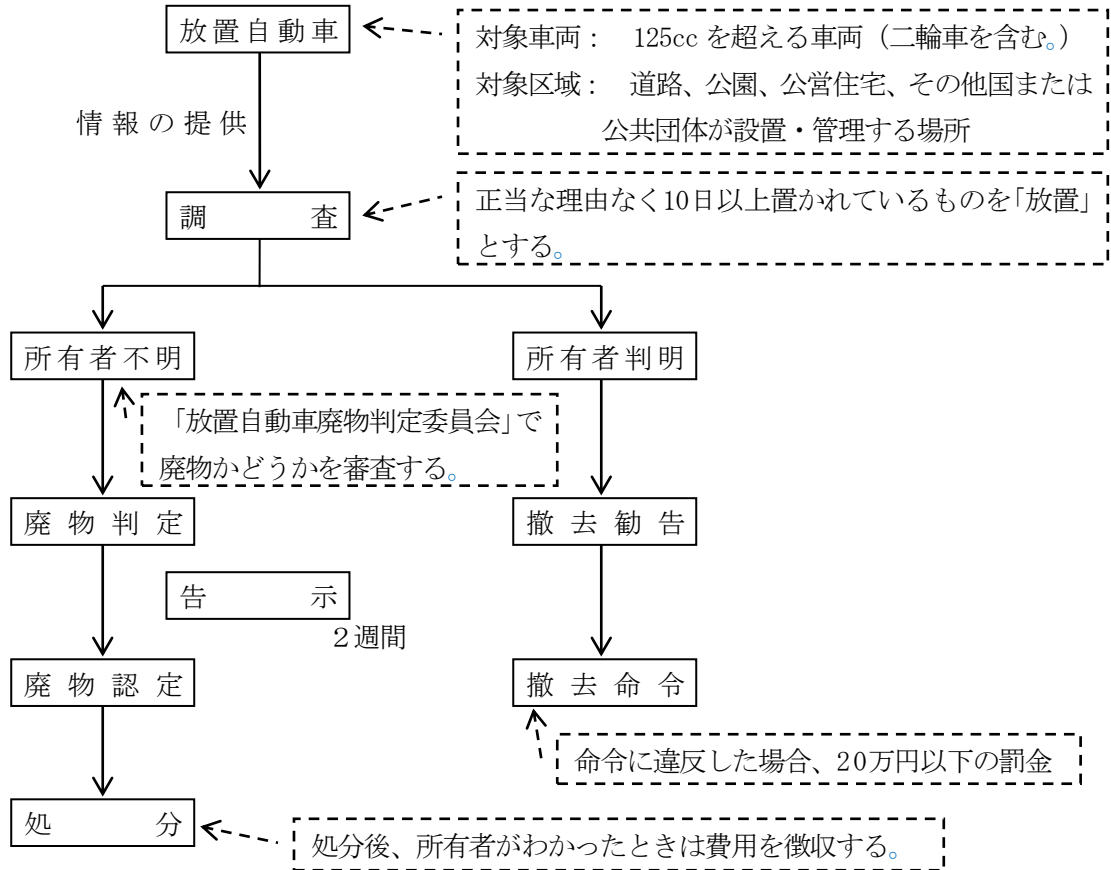 放置自動車
対象車両： 125cc を超える車両（二輪車を含む。）
対象区域： 道路、公園、公営住宅、その他国または
公共団体が設置・管理する場所
情報の提供
調　　査
正当な理由なく10日以上置かれているものを「放置」
とする。
所有者不明
所有者判明
「放置自動車廃物判定委員会」で
廃物かどうかを審査する。
廃物判定
撤去勧告
告　　示
２週間
廃物認定
撤去命令
命令に違反した場合、20万円以下の罰金
処　　分
処分後、所有者がわかったときは費用を徴収する。